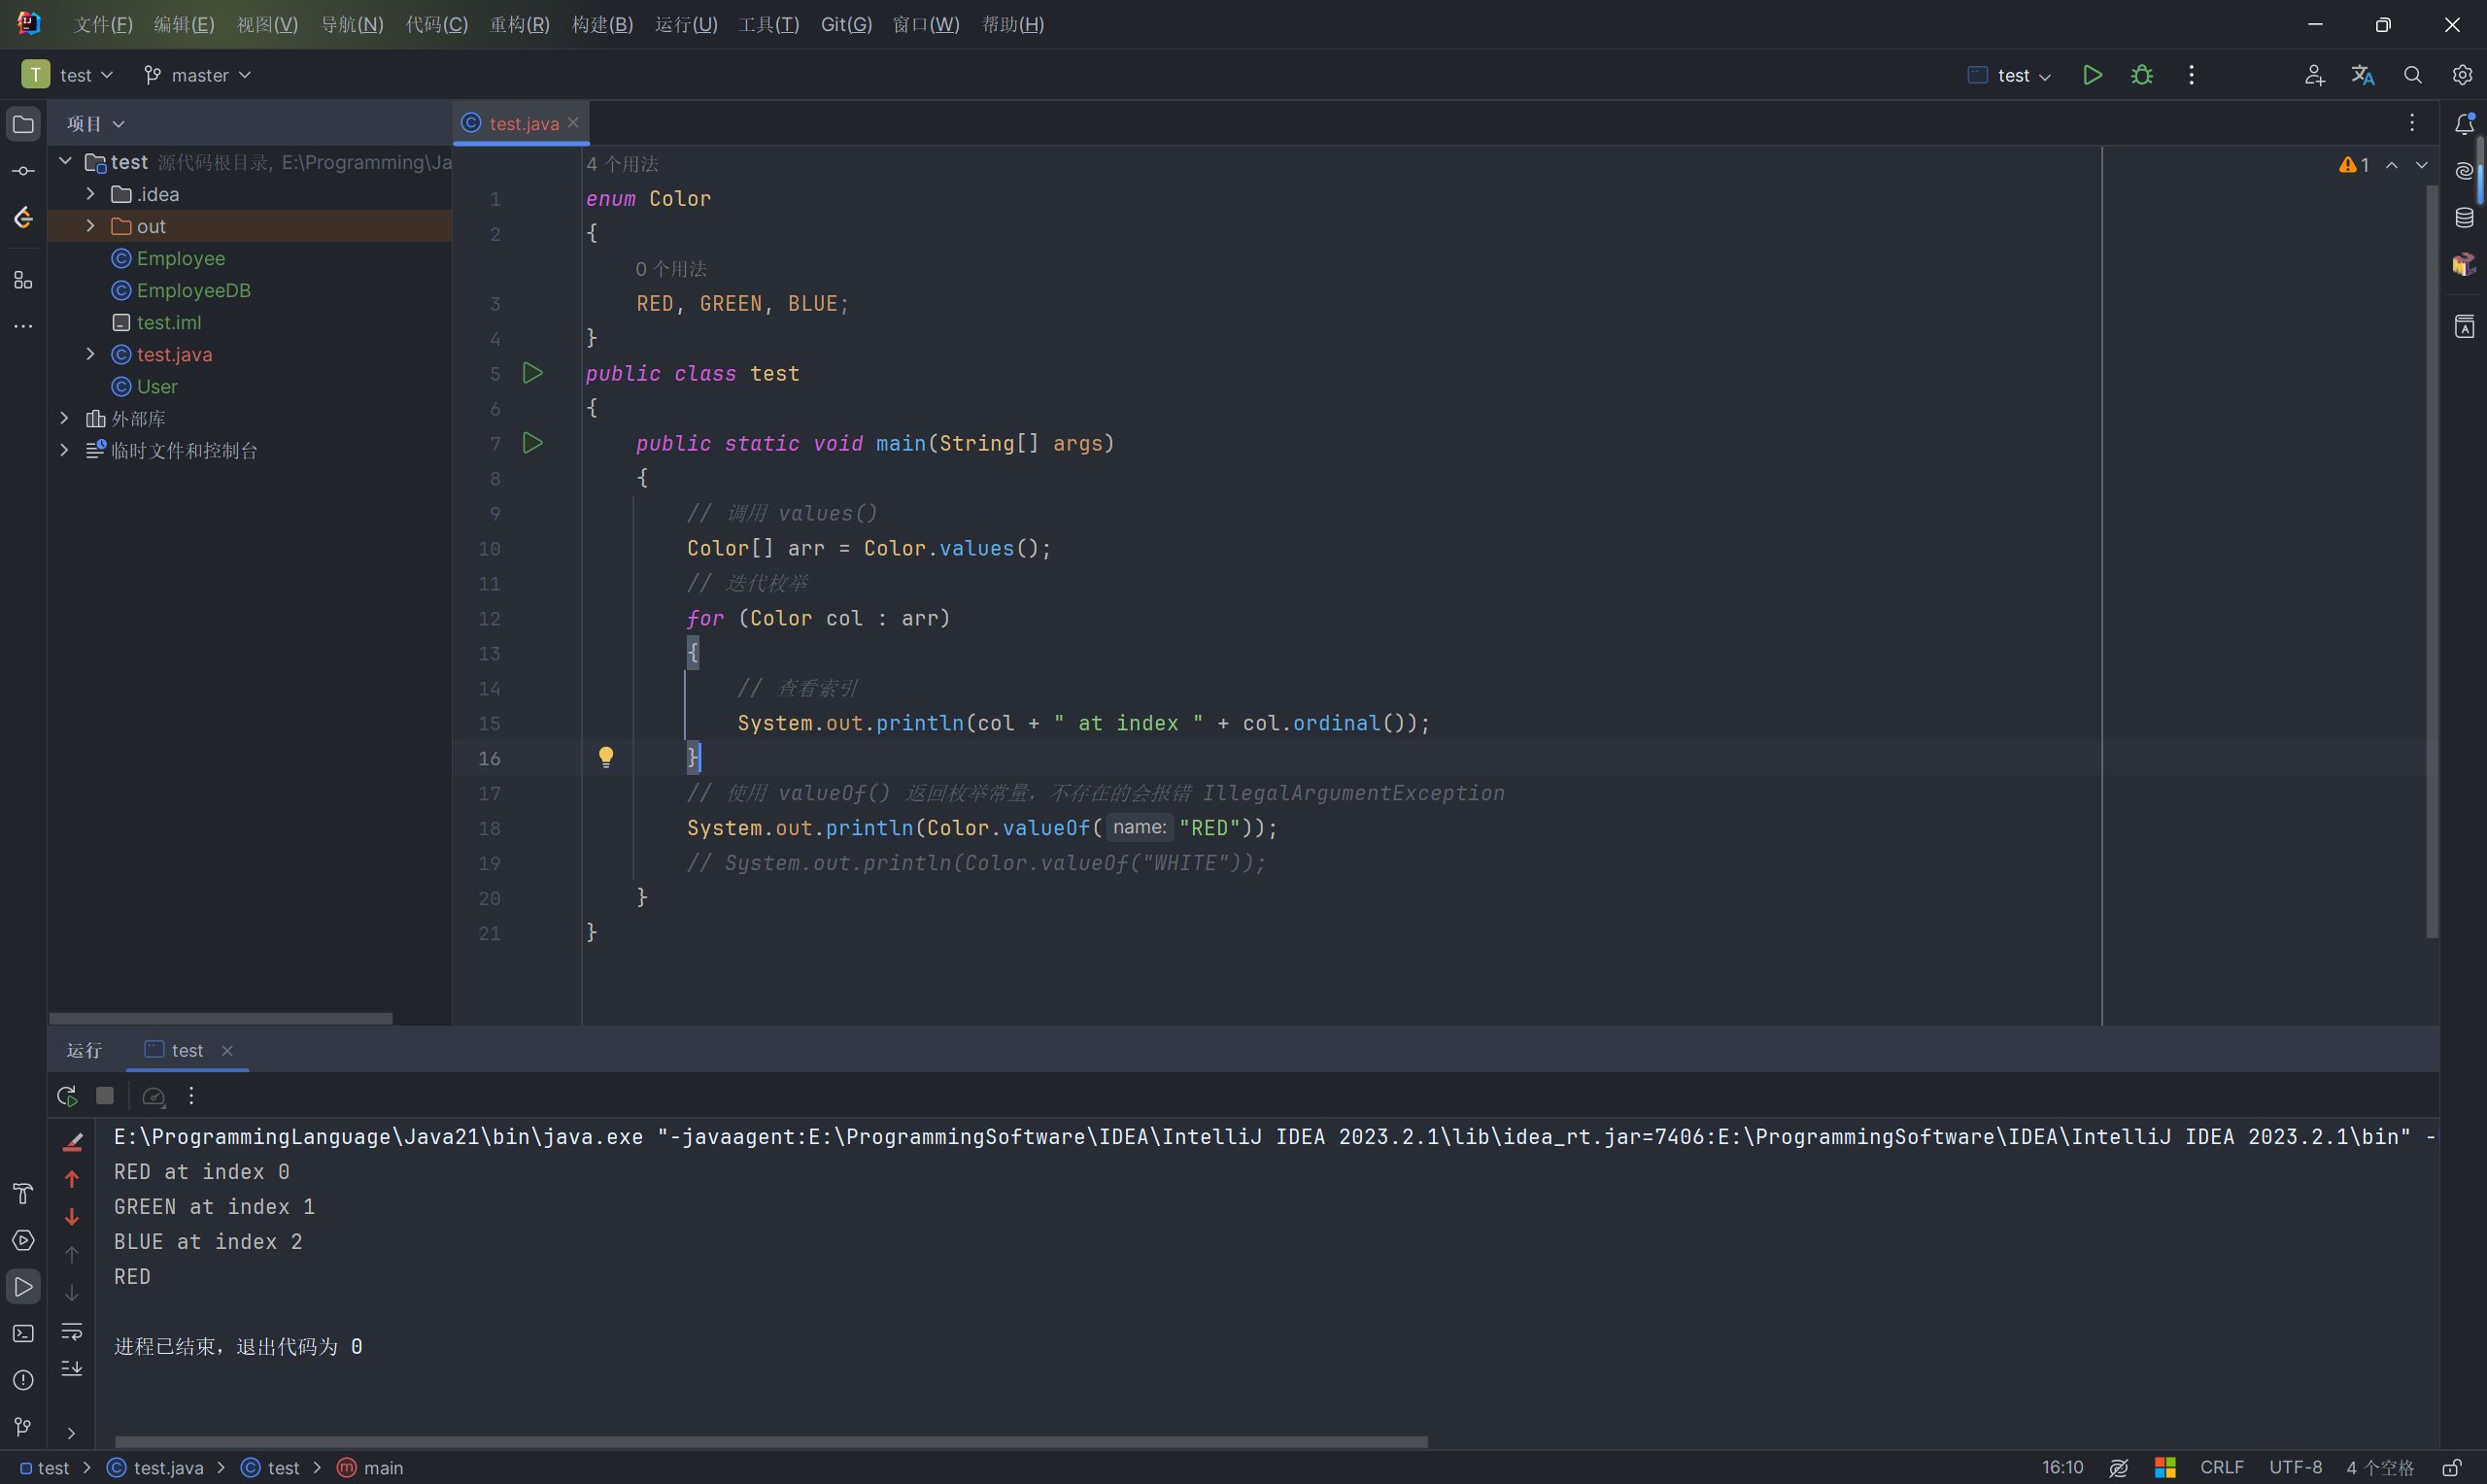 文件(F) 编辑(E) 视图(V) 导航(N) 代码(C) 重构(R) 构建(B) 运行(U) 工具(T) Git(G) 窗口(W) 帮助(H)
T test master test
项目
test 源代码根目录, E:\Programming\Ja
.idea
out
Employee
EmployeeDB
test.iml
test.java
User
外部库
临时文件和控制台
test.java
1
4 个用法
1 enum Color
2 {
0 个用法
3 RED, GREEN, BLUE;
4 }
5 public class test
6 {
7 public static void main(String[] args)
8 {
9 // 调用 values()
10 Color[] arr = Color.values();
11 // 迭代枚举
12 for (Color col : arr)
13 {
14 // 查看索引
15 System.out.println(col + " at index " + col.ordinal());
16 }
17 // 使用 valueOf() 返回枚举常量，不存在的会报错 IllegalArgumentException
18 System.out.println(Color.valueOf( name: "RED"));
19 // System.out.println(Color.valueOf("WHITE"));
20 }
21 }
运行 test
E:\ProgrammingLanguage\Java21\bin\java.exe "-javaagent:E:\ProgrammingSoftware\IDEA\IntelliJ IDEA 2023.2.1\lib\idea_rt.jar=7406:E:\ProgrammingSoftware\IDEA\IntelliJ IDEA 2023.2.1\bin" -
RED at index 0
GREEN at index 1
BLUE at index 2
RED
进程已结束，退出代码为 0
test test.java test main 16:10 CRLF UTF-8 4 个空格